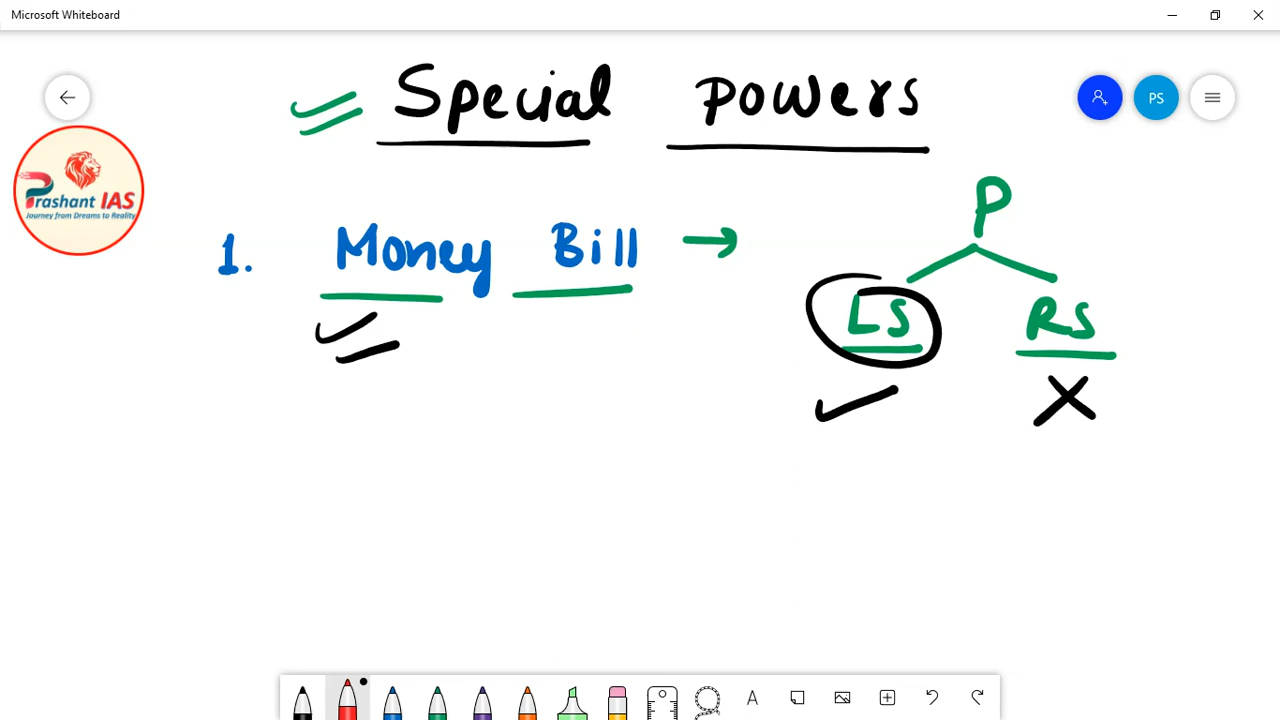 Microsoft Whiteboard
Special powers
PS
Prashant IAS
Journey from Dreams to Reality
P
1. Money Bill →
LS RS
A